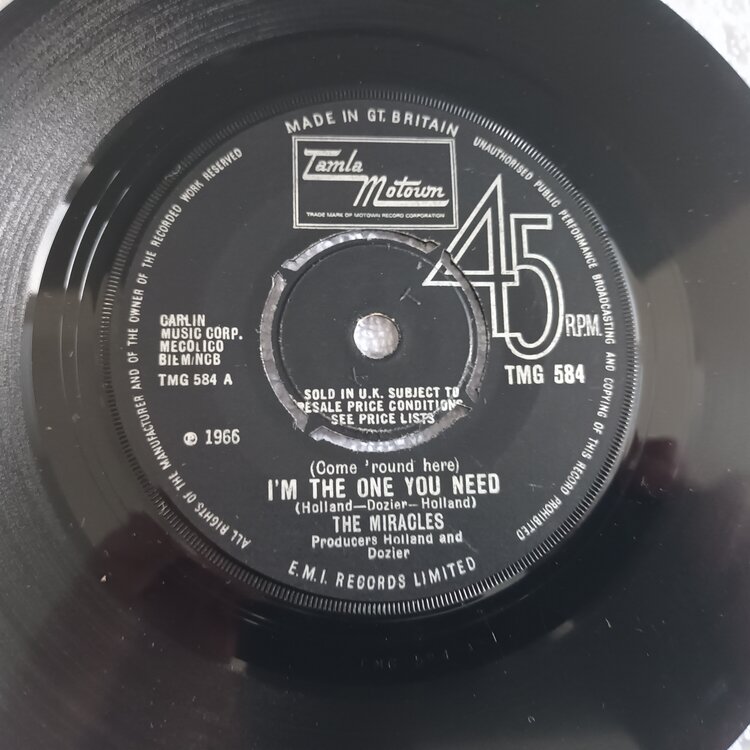 MADE IN GT. BRITAIN
Tamla
Motown
TRADE MARK OF MOTOWN RECORD CORPORATION
UNAUTHORISED PUBLIC PERFORMANCE BROADCASTING AND COPYING OF THIS RECORD PROHIBITED
ALL RIGHTS OF THE MANUFACTURER AND OF THE OWNER OF THE RECORDED WORK RESERVED
45
R.P.M.
CARLIN
MUSIC CORP.
MECOLICO
BIEM/NCB
TMG 584 A
TMG 584
SOLD IN U.K. SUBJECT TO
RESALE PRICE CONDITIONS
SEE PRICE LISTS
℗ 1966
(Come 'round here)
I'M THE ONE YOU NEED
(Holland—Dozier—Holland)
THE MIRACLES
Producers Holland and
Dozier
E.M.I. RECORDS LIMITED